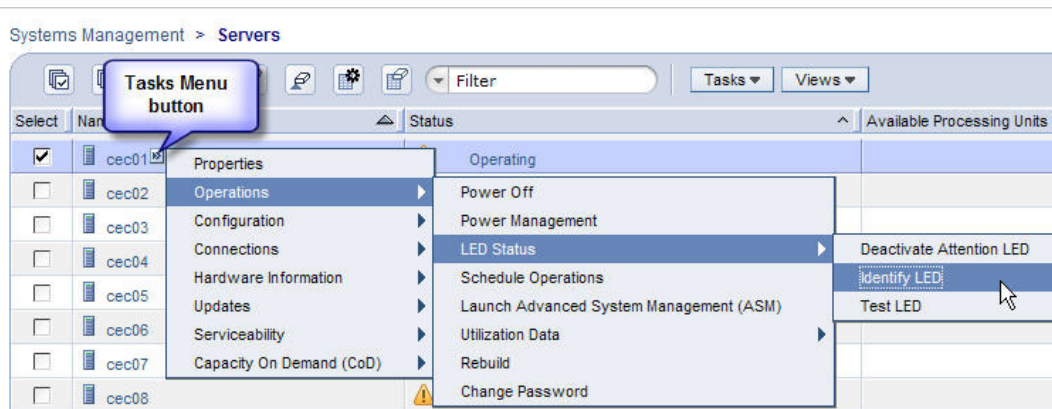 Systems Management > Servers
Tasks Menu
button
Filter
Tasks
Views
Select
Status
Available Processing Units
cec01
Operating
cec02
cec03
cec04
cec05
cec06
cec07
cec08
Properties
Operations
Configuration
Connections
Hardware Information
Updates
Serviceability
Capacity On Demand (CoD)
Power Off
Power Management
LED Status
Schedule Operations
Launch Advanced System Management (ASM)
Utilization Data
Rebuild
Change Password
Deactivate Attention LED
Identify LED
Test LED